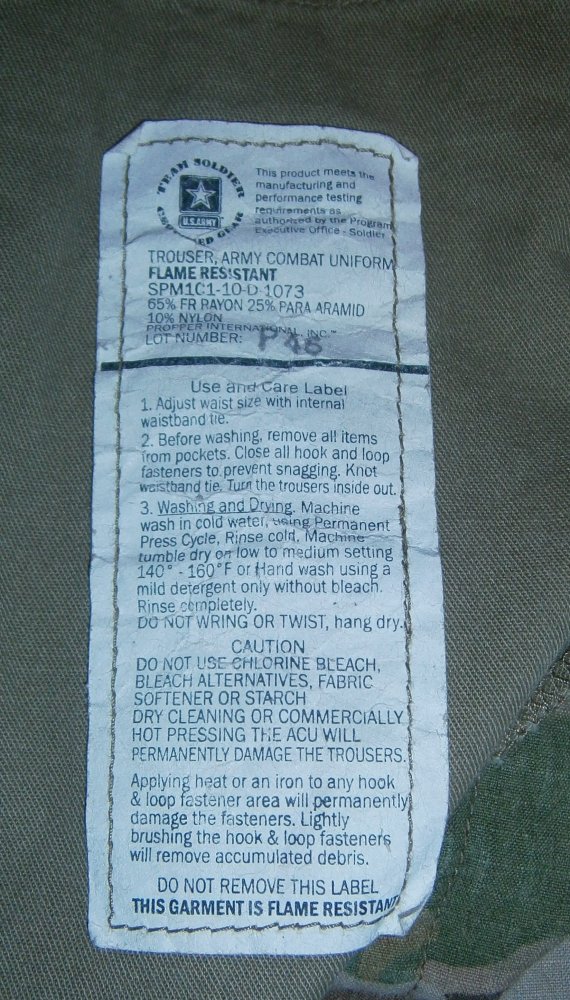 TEAM SOLDIER
U.S.ARMY
CERTIFIED GEAR
This product meets the
manufacturing and
performance testing
requirements as
authorized by the Program
Executive Office - Soldier
TROUSER, ARMY COMBAT UNIFORM
FLAME RESISTANT
SPM1C1-10-D-1073
65% FR RAYON 25% PARA ARAMID
10% NYLON
PROPPER INTERNATIONAL, INC.™
LOT NUMBER: P46
Use and Care Label
1. Adjust waist size with internal
waistband tie.
2. Before washing, remove all items
from pockets. Close all hook and loop
fasteners to prevent snagging. Knot
waistband tie. Turn the trousers inside out.
3. Washing and Drying. Machine
wash in cold water, using Permanent
Press Cycle, Rinse cold, Machine
tumble dry on low to medium setting
140° - 160°F or Hand wash using a
mild detergent only without bleach.
Rinse completely.
DO NOT WRING OR TWIST, hang dry.
CAUTION
DO NOT USE CHLORINE BLEACH,
BLEACH ALTERNATIVES, FABRIC
SOFTENER OR STARCH
DRY CLEANING OR COMMERCIALLY
HOT PRESSING THE ACU WILL
PERMANENTLY DAMAGE THE TROUSERS.
Applying heat or an iron to any hook
& loop fastener area will permanently
damage the fasteners. Lightly
brushing the hook & loop fasteners
will remove accumulated debris.
DO NOT REMOVE THIS LABEL
THIS GARMENT IS FLAME RESISTANT